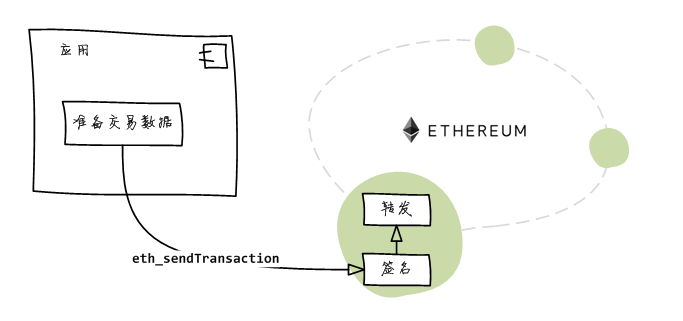 应用
准备交易数据
ETHEREUM
转发
eth_sendTransaction
签名